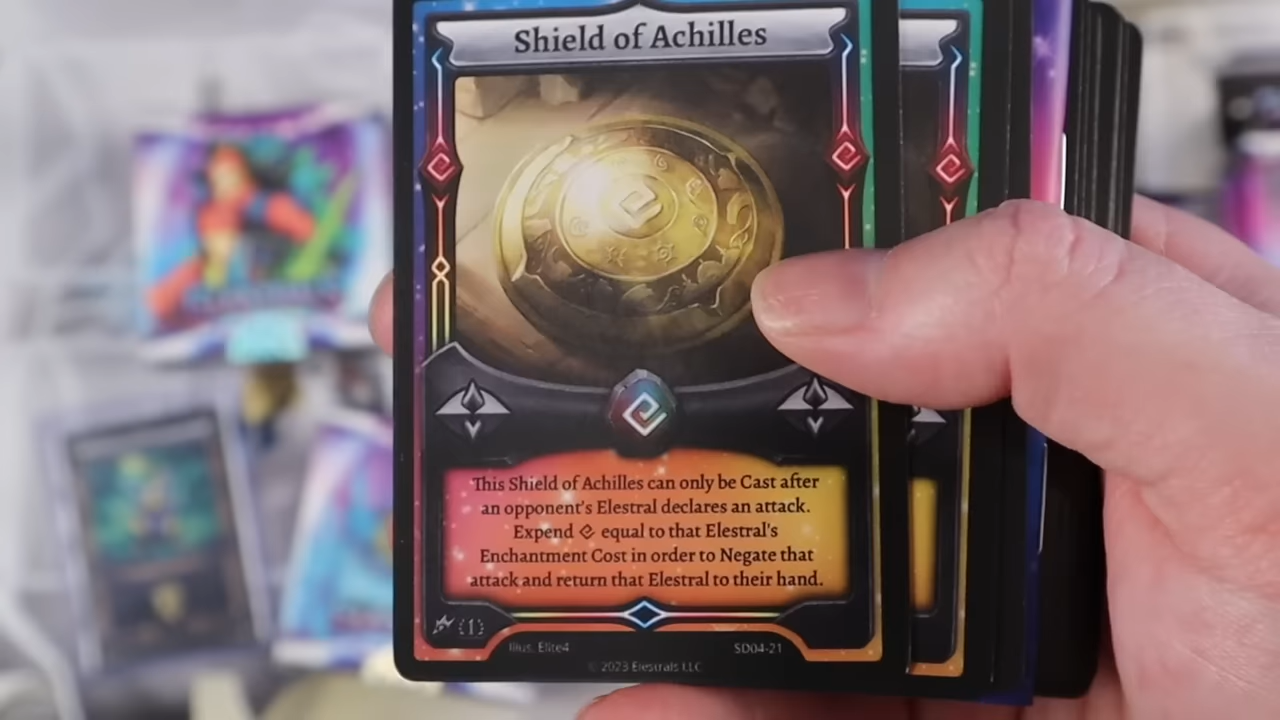 Shield of Achilles
This Shield of Achilles can only be Cast after
an opponent's Elestral declares an attack.
Expend equal to that Elestral's
Enchantment Cost in order to Negate that
attack and return that Elestral to their hand.
(1)
Illus. Elite4 SD04-21
© 2023 Elestrals LLC